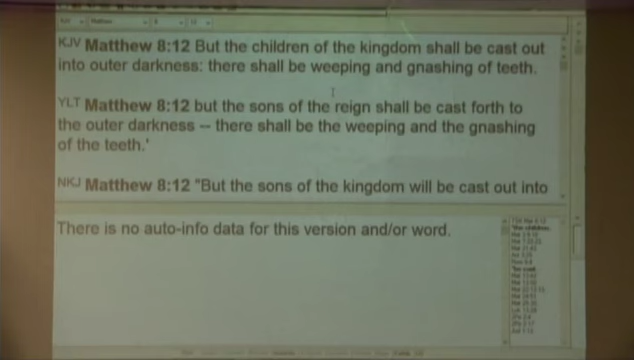 KJV Matthew 8:12 But the children of the kingdom shall be cast out
into outer darkness: there shall be weeping and gnashing of teeth.
YLT Matthew 8:12 but the sons of the reign shall be cast forth to
the outer darkness -- there shall be the weeping and the gnashing
of the teeth.'
NKJ Matthew 8:12 "But the sons of the kingdom will be cast out into
There is no auto-info data for this version and/or word.